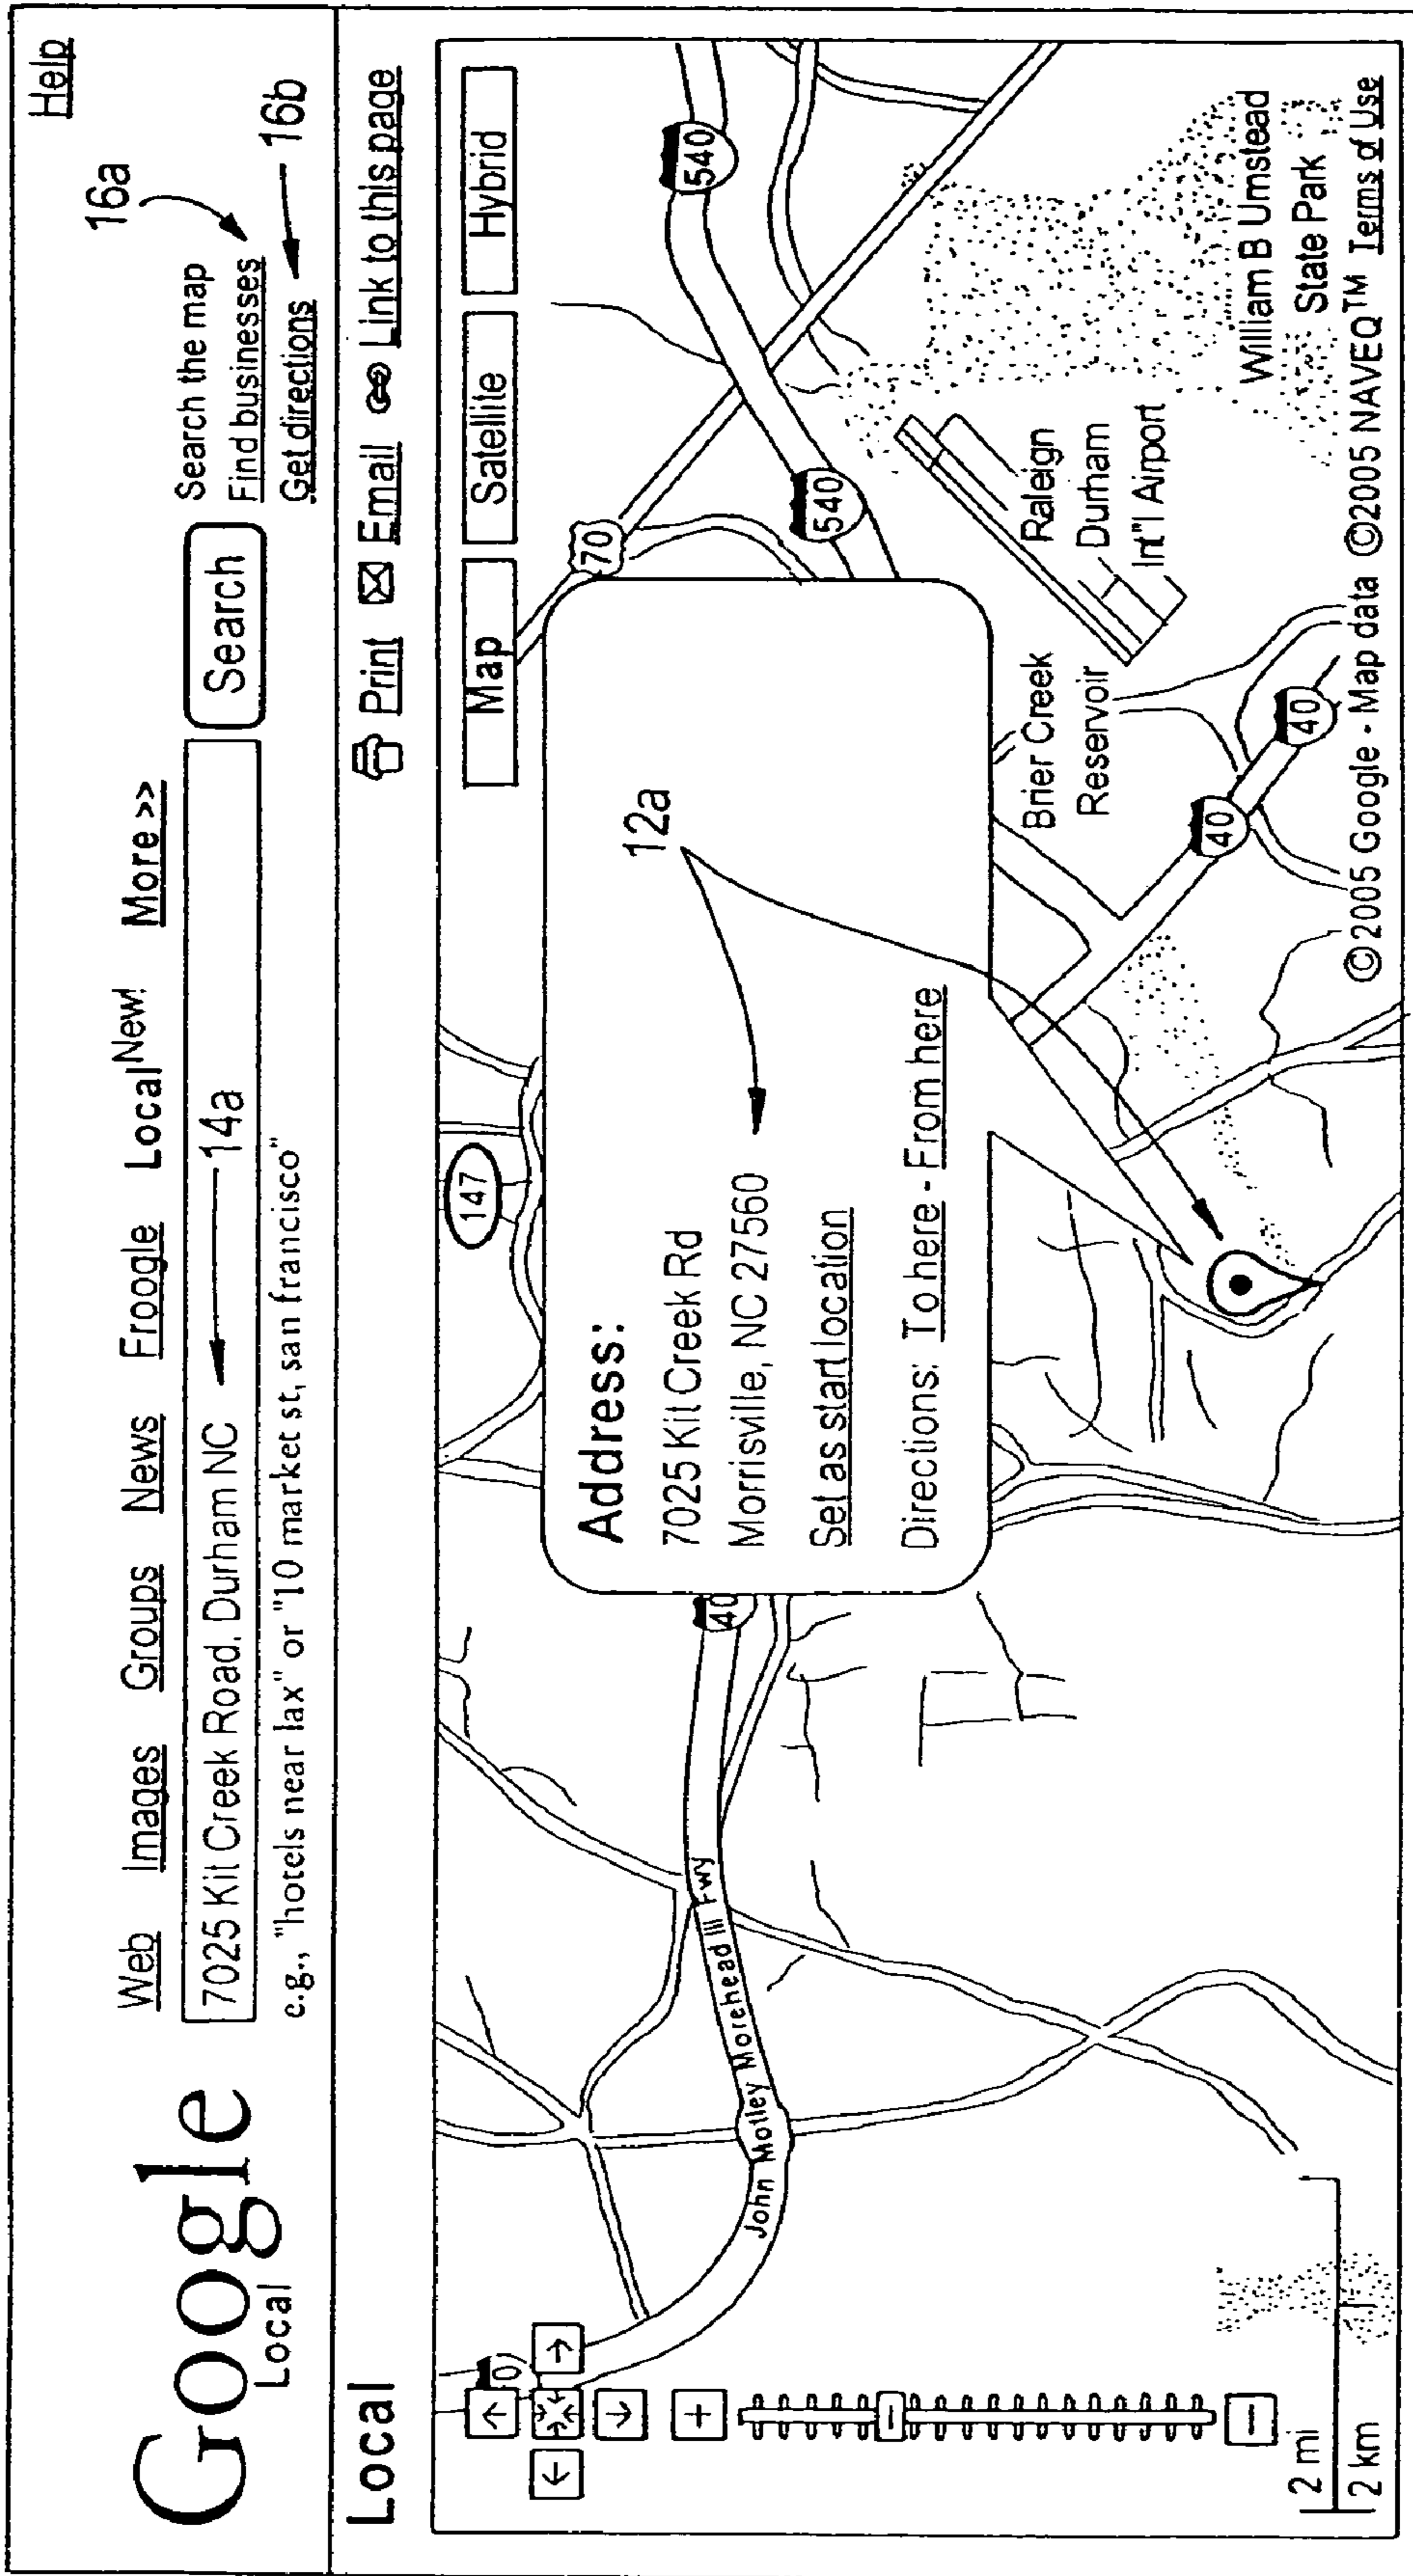 Help
16a
Web Images Groups News Froogle Local New! More >>
Google
Local
7025 Kit Creek Road, Durham NC 14a
Search
Search the map
Find businesses
Get directions
16b
e.g., "hotels near lax" or "10 market st, san francisco"
Local
Print Email Link to this page
Map Satellite Hybrid
147
70
540
540
40
12a
Address:
7025 Kit Creek Rd
Morrisville, NC 27560
Set as start location
Directions: To here - From here
John Motley Morehead III Fwy
Raleign
Durham
Int'l Airport
Brier Creek
Reservoir
40
40
William B Umstead
State Park
2 mi
2 km
©2005 Google - Map data ©2005 NAVEQ™ Terms of Use